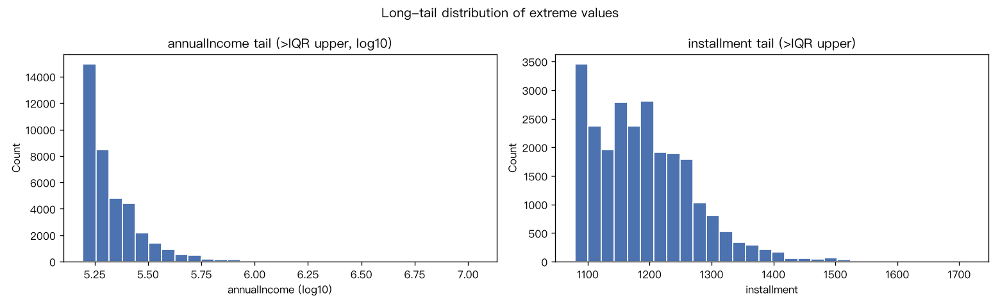 Long-tail distribution of extreme values
annualIncome tail (>IQR upper, log10)
14000
12000
10000
8000
6000
4000
2000
0
Count
5.25 5.50 5.75 6.00 6.25 6.50 6.75 7.00
annualIncome (log10)
installment tail (>IQR upper)
3500
3000
2500
2000
1500
1000
500
0
Count
1100 1200 1300 1400 1500 1600 1700
installment